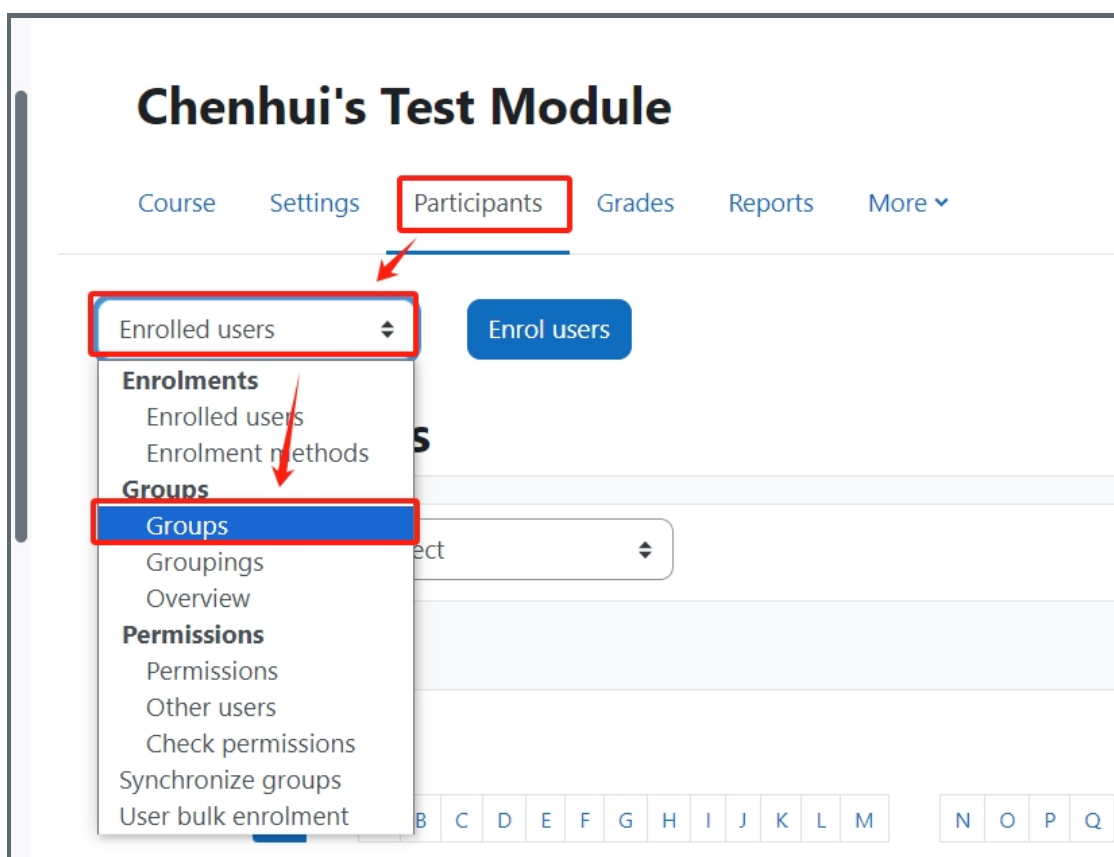 Chenhui's Test Module
Course Settings Participants Grades Reports More
Enrolled users Enrol users
Enrolments
Enrolled users
Enrolment methods
Groups
Groups
Groupings
Overview
Permissions
Permissions
Other users
Check permissions
Synchronize groups
User bulk enrolment
B C D E F G H I J K L M N O P Q